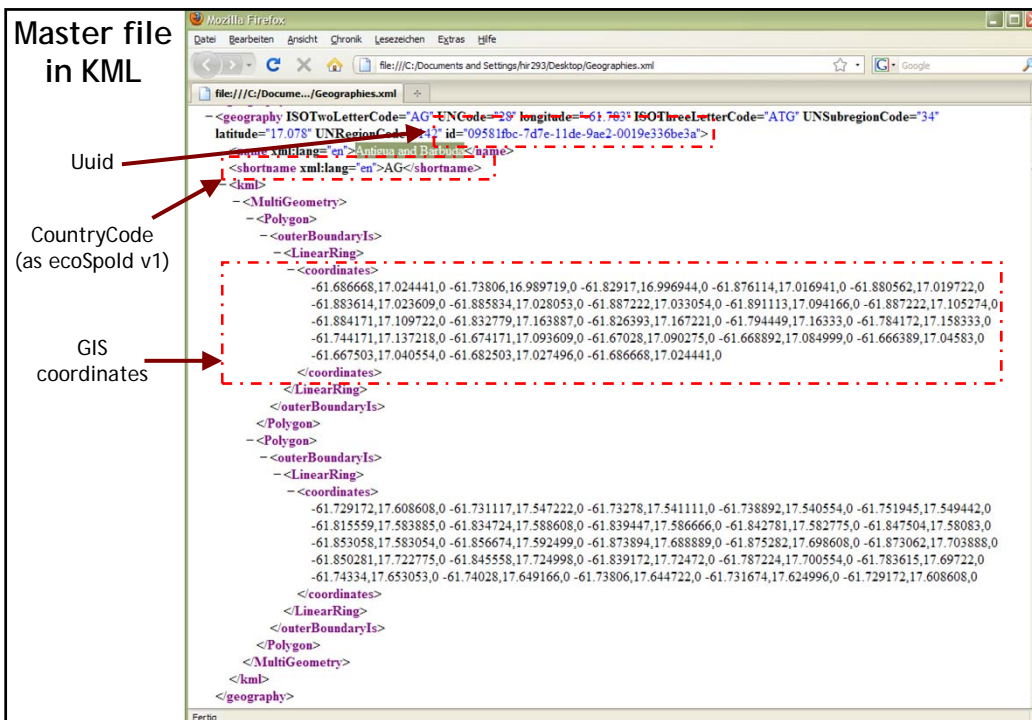 Master file
in KML
Uuid
CountryCode
(as ecoSpold v1)
GIS
coordinates
Mozilla Firefox
Datei Bearbeiten Ansicht Chronik Lesezeichen Extras Hilfe
file:///C:/Documents and Settings/hir293/Desktop/Geographies.xml
Google
file:///C:/Docume.../Geographies.xml
−<geography ISOTwoLetterCode="AG" UNCode="28" longitude="-61.783" ISOThreeLetterCode="ATG" UNSubregionCode="34"
latitude="17.078" UNRegionCode="142" id="09581fbc-7d7e-11de-9ae2-0019e336be3a">
<name xml:lang="en">Antigua and Barbuda</name>
<shortname xml:lang="en">AG</shortname>
−<kml>
−<MultiGeometry>
−<Polygon>
−<outerBoundaryIs>
−<LinearRing>
−<coordinates>
-61.686668,17.024441,0 -61.73806,16.989719,0 -61.82917,16.996944,0 -61.876114,17.016941,0 -61.880562,17.019722,0
-61.883614,17.023609,0 -61.885834,17.028053,0 -61.887222,17.033054,0 -61.891113,17.094166,0 -61.887222,17.105274,0
-61.884171,17.109722,0 -61.832779,17.163887,0 -61.826393,17.167221,0 -61.794449,17.16333,0 -61.784172,17.158333,0
-61.744171,17.137218,0 -61.674171,17.093609,0 -61.67028,17.090275,0 -61.668892,17.084999,0 -61.666389,17.04583,0
-61.667503,17.040554,0 -61.682503,17.027496,0 -61.686668,17.024441,0
</coordinates>
</LinearRing>
</outerBoundaryIs>
</Polygon>
−<Polygon>
−<outerBoundaryIs>
−<LinearRing>
−<coordinates>
-61.729172,17.608608,0 -61.731117,17.547222,0 -61.73278,17.541111,0 -61.738892,17.540554,0 -61.751945,17.549442,0
-61.815559,17.583885,0 -61.834724,17.588608,0 -61.839447,17.586666,0 -61.842781,17.582775,0 -61.847504,17.58083,0
-61.853058,17.583054,0 -61.856674,17.592499,0 -61.873894,17.688889,0 -61.875282,17.698608,0 -61.873062,17.703888,0
-61.850281,17.722775,0 -61.845558,17.724998,0 -61.839172,17.72472,0 -61.787224,17.700554,0 -61.783615,17.69722,0
-61.74334,17.653053,0 -61.74028,17.649166,0 -61.73806,17.644722,0 -61.731674,17.624996,0 -61.729172,17.608608,0
</coordinates>
</LinearRing>
</outerBoundaryIs>
</Polygon>
</MultiGeometry>
</kml>
</geography>
Fertig